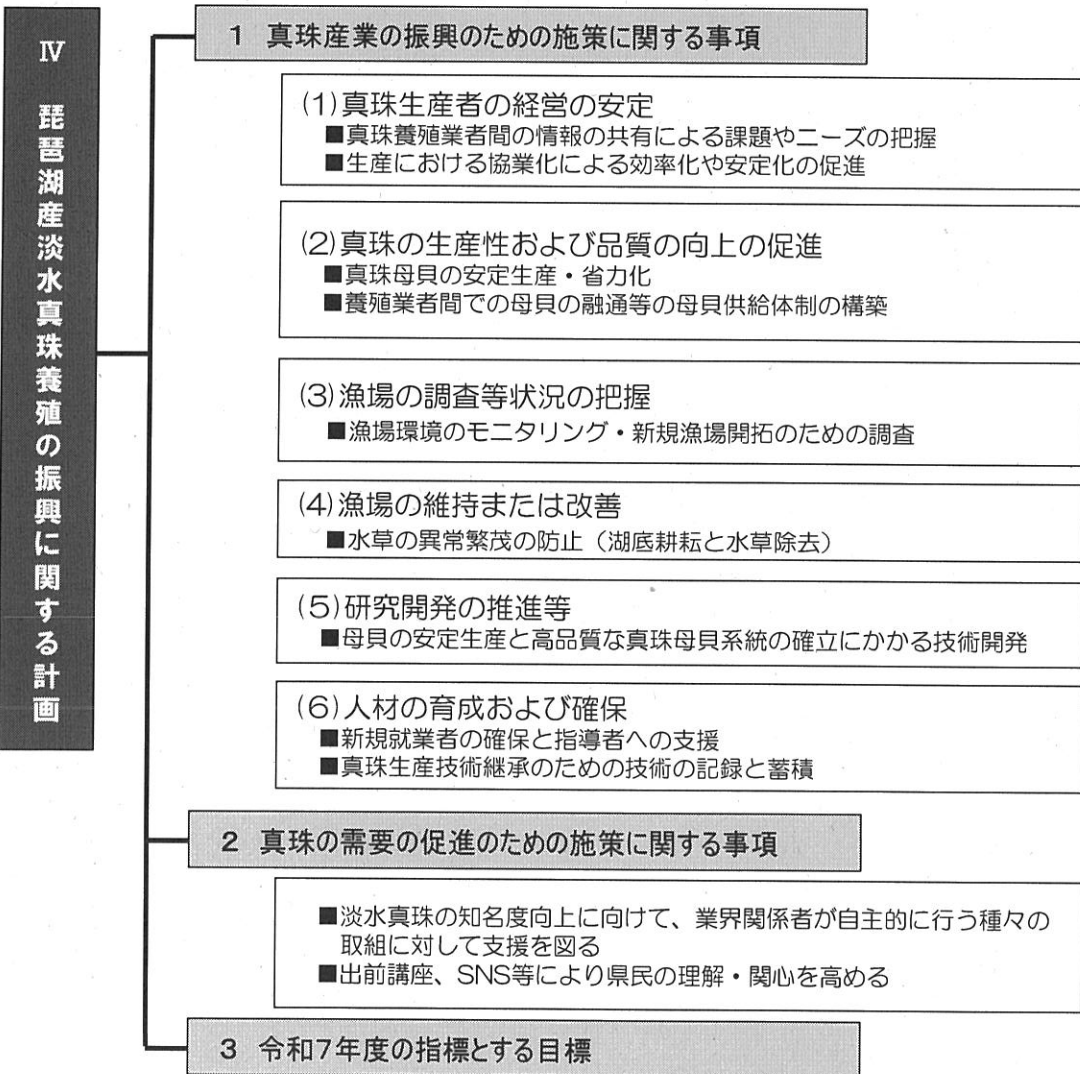 Ⅳ 琵琶湖産淡水真珠養殖の振興に関する計画
1 真珠産業の振興のための施策に関する事項
(1)真珠生産者の経営の安定
■真珠養殖業者間の情報の共有による課題やニーズの把握
■生産における協業化による効率化や安定化の促進
(2)真珠の生産性および品質の向上の促進
■真珠母貝の安定生産・省力化
■養殖業者間での母貝の融通等の母貝供給体制の構築
(3)漁場の調査等状況の把握
■漁場環境のモニタリング・新規漁場開拓のための調査
(4)漁場の維持または改善
■水草の異常繁茂の防止（湖底耕耘と水草除去）
(5)研究開発の推進等
■母貝の安定生産と高品質な真珠母貝系統の確立にかかる技術開発
(6)人材の育成および確保
■新規就業者の確保と指導者への支援
■真珠生産技術継承のための技術の記録と蓄積
2 真珠の需要の促進のための施策に関する事項
■淡水真珠の知名度向上に向けて、業界関係者が自主的に行う種々の
取組に対して支援を図る
■出前講座、SNS等により県民の理解・関心を高める
3 令和7年度の指標とする目標